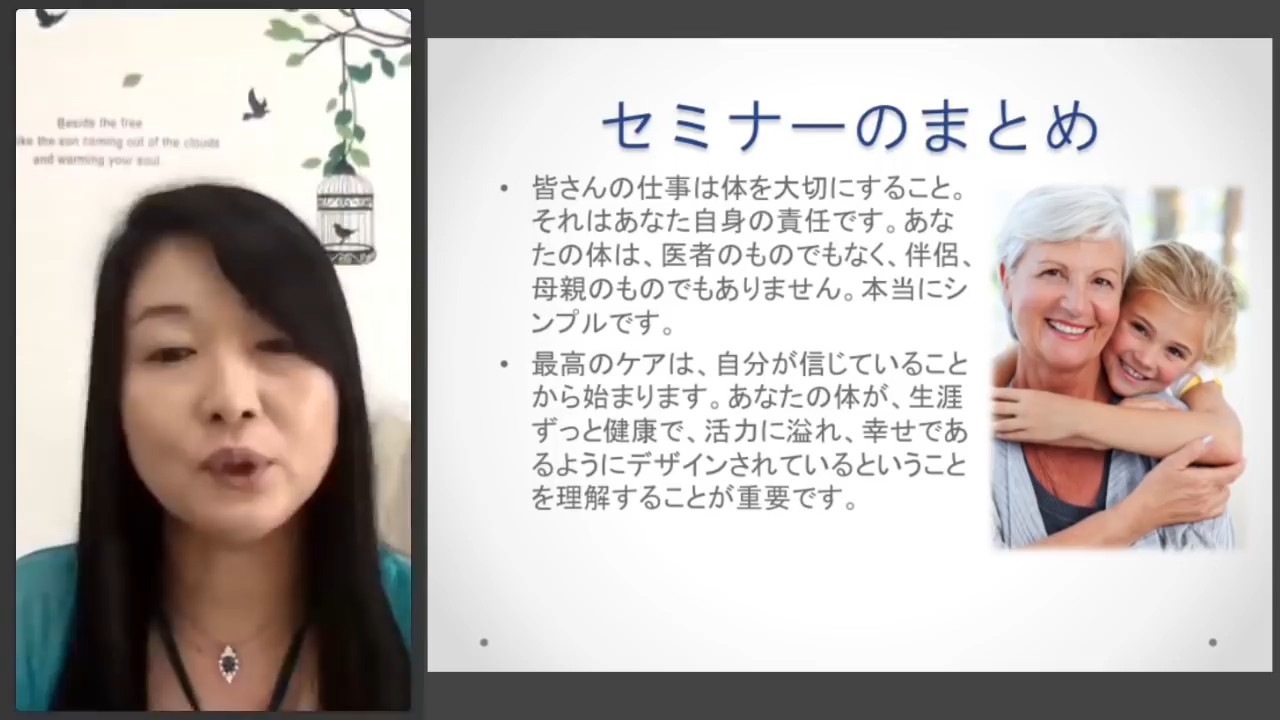 Beside the tree
like the sun coming out of the clouds
and warming your soul
セミナーのまとめ
• 皆さんの仕事は体を大切にすること。
それはあなた自身の責任です。あな
たの体は、医者のものでもなく、伴侶、
母親のものでもありません。本当にシ
ンプルです。
• 最高のケアは、自分が信じていること
から始まります。あなたの体が、生涯
ずっと健康で、活力に溢れ、幸せであ
るようにデザインされているということ
を理解することが重要です。